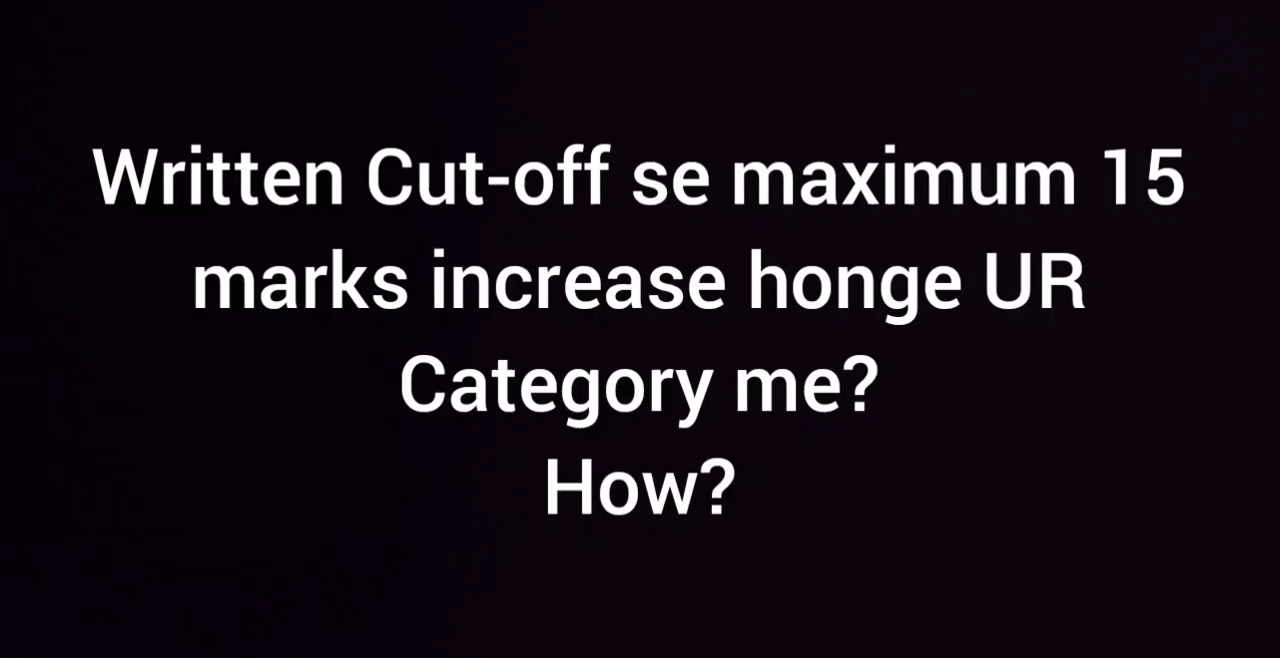 Written Cut-off se maximum 15
marks increase honge UR
Category me?
How?